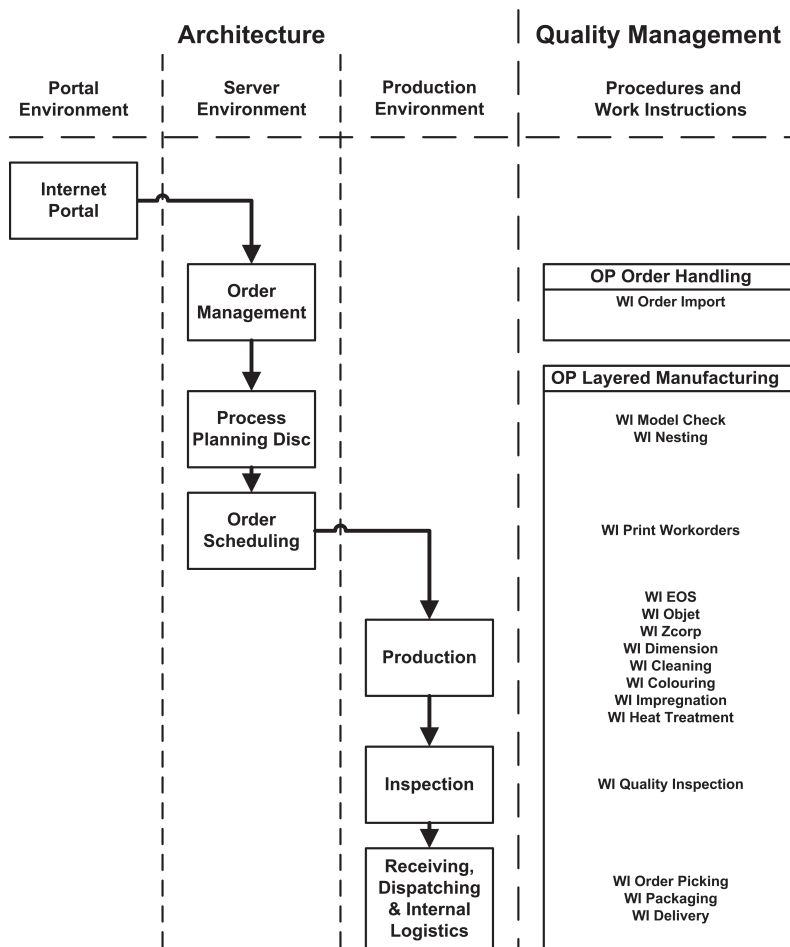 Architecture
Quality Management
Portal
Environment
Server
Environment
Production
Environment
Procedures and
Work Instructions
Internet
Portal
Order
Management
OP Order Handling
WI Order Import
OP Layered Manufacturing
Process
Planning Disc
WI Model Check
WI Nesting
Order
Scheduling
WI Print Workorders
Production
WI EOS
WI Objet
WI Zcorp
WI Dimension
WI Cleaning
WI Colouring
WI Impregnation
WI Heat Treatment
Inspection
WI Quality Inspection
Receiving,
Dispatching
& Internal
Logistics
WI Order Picking
WI Packaging
WI Delivery